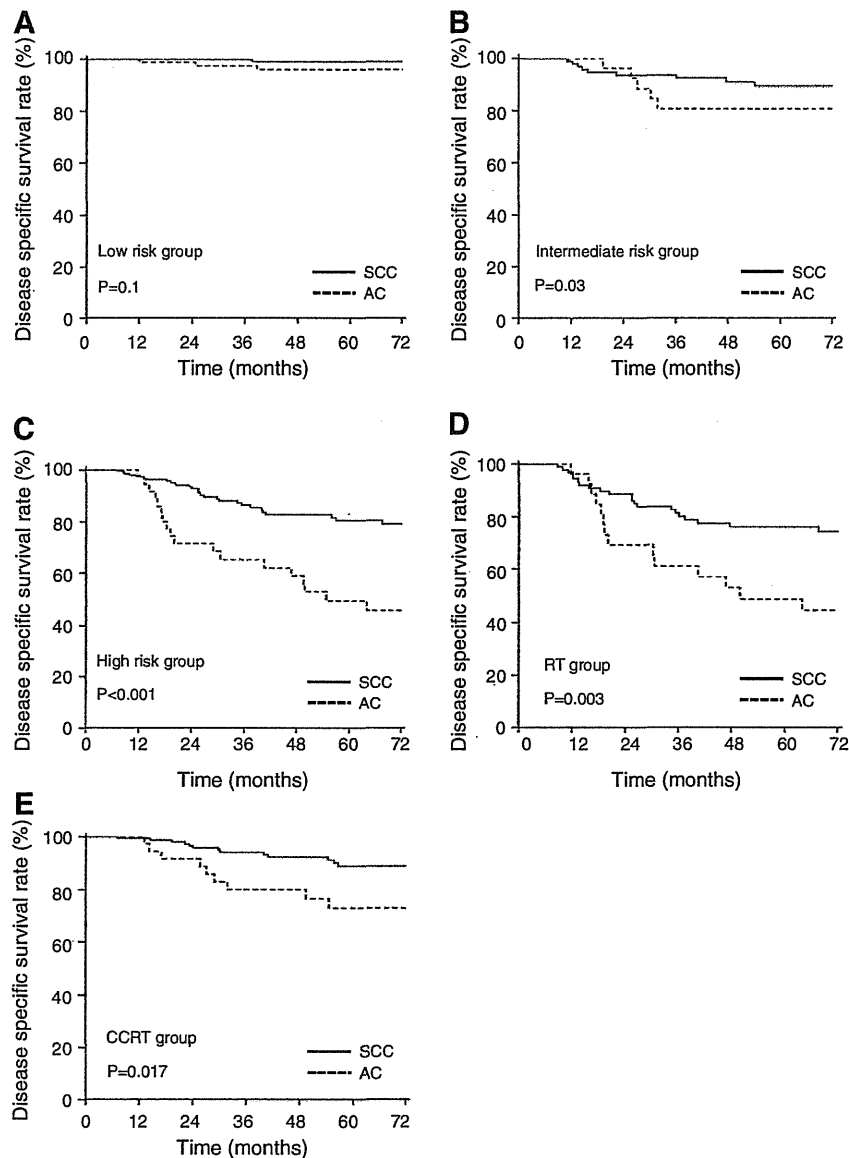 A
Disease specific survival rate (%)
100
80
60
40
20
0
Low risk group
P=0.1
SCC
AC
0 12 24 36 48 60 72
Time (months)
B
Disease specific survival rate (%)
100
80
60
40
20
0
Intermediate risk group
P=0.03
SCC
AC
0 12 24 36 48 60 72
Time (months)
C
Disease specific survival rate (%)
100
80
60
40
20
0
High risk group
P<0.001
SCC
AC
0 12 24 36 48 60 72
Time (months)
D
Disease specific survival rate (%)
100
80
60
40
20
0
RT group
P=0.003
SCC
AC
0 12 24 36 48 60 72
Time (months)
E
Disease specific survival rate (%)
100
80
60
40
20
0
CCRT group
P=0.017
SCC
AC
0 12 24 36 48 60 72
Time (months)